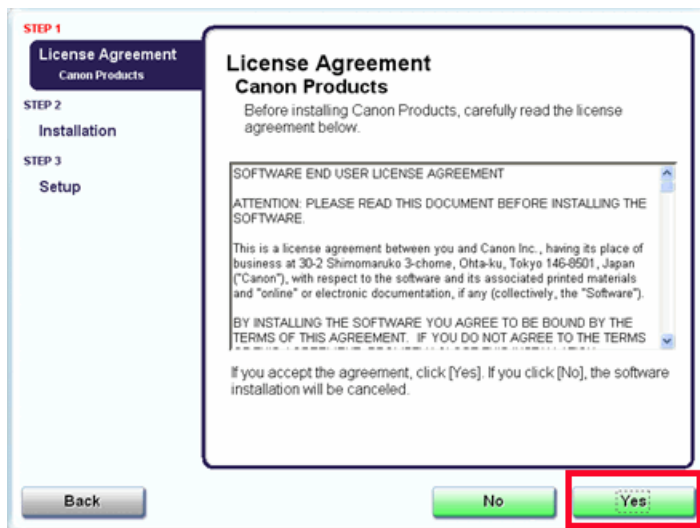 STEP 1
License Agreement
Canon Products
STEP 2
Installation
STEP 3
Setup
License Agreement
Canon Products
Before installing Canon Products, carefully read the license
agreement below.
SOFTWARE END USER LICENSE AGREEMENT
ATTENTION: PLEASE READ THIS DOCUMENT BEFORE INSTALLING THE
SOFTWARE.
This is a license agreement between you and Canon Inc., having its place of
business at 30-2 Shimomaruko 3-chome, Ohta-ku, Tokyo 146-8501, Japan
("Canon"), with respect to the software and its associated printed materials
and "online" or electronic documentation, if any (collectively, the "Software").
BY INSTALLING THE SOFTWARE YOU AGREE TO BE BOUND BY THE
TERMS OF THIS AGREEMENT. IF YOU DO NOT AGREE TO THE TERMS
If you accept the agreement, click [Yes]. If you click [No], the software
installation will be canceled.
Back
No
Yes